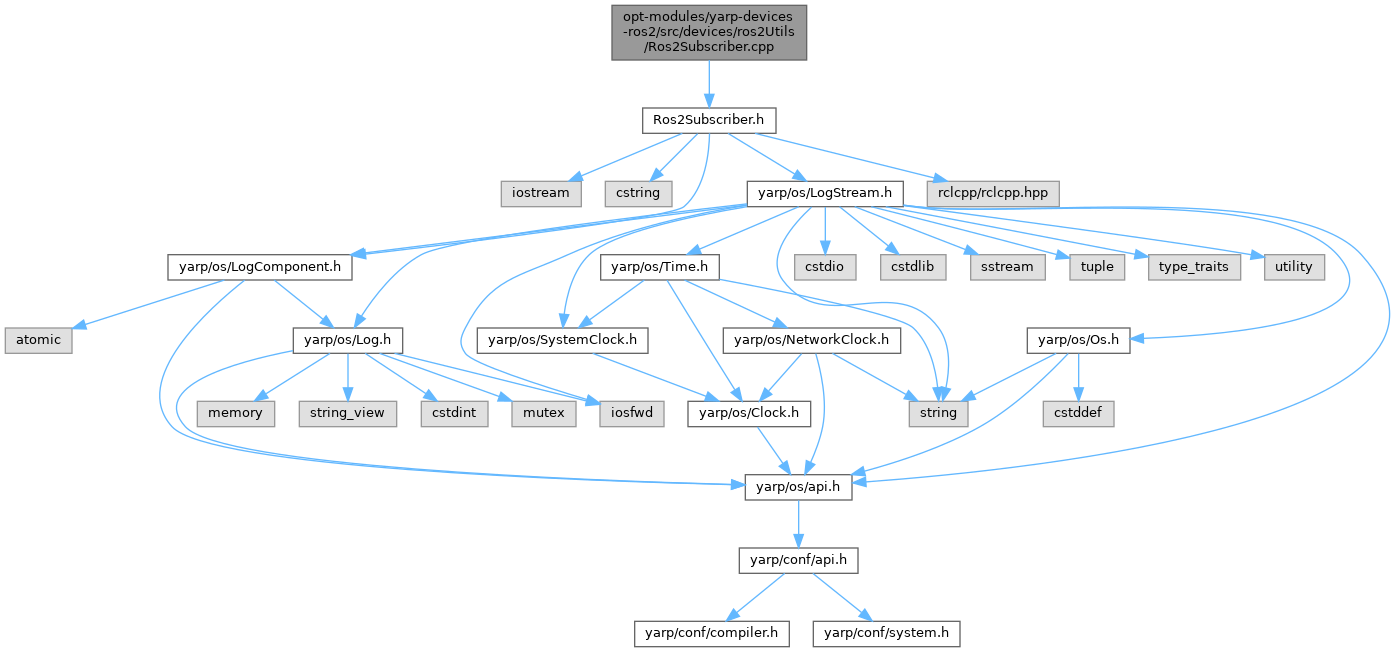 opt-modules/yarp-devices
-ros2/src/devices/ros2Utils
/Ros2Subscriber.cpp
Ros2Subscriber.h
iostream
cstring
yarp/os/LogStream.h
rclcpp/rclcpp.hpp
yarp/os/LogComponent.h
yarp/os/Time.h
cstdio
cstdlib
sstream
tuple
type_traits
utility
atomic
yarp/os/Log.h
yarp/os/SystemClock.h
yarp/os/NetworkClock.h
yarp/os/Os.h
memory
string_view
cstdint
mutex
iosfwd
yarp/os/Clock.h
string
cstddef
yarp/os/api.h
yarp/conf/api.h
yarp/conf/compiler.h
yarp/conf/system.h